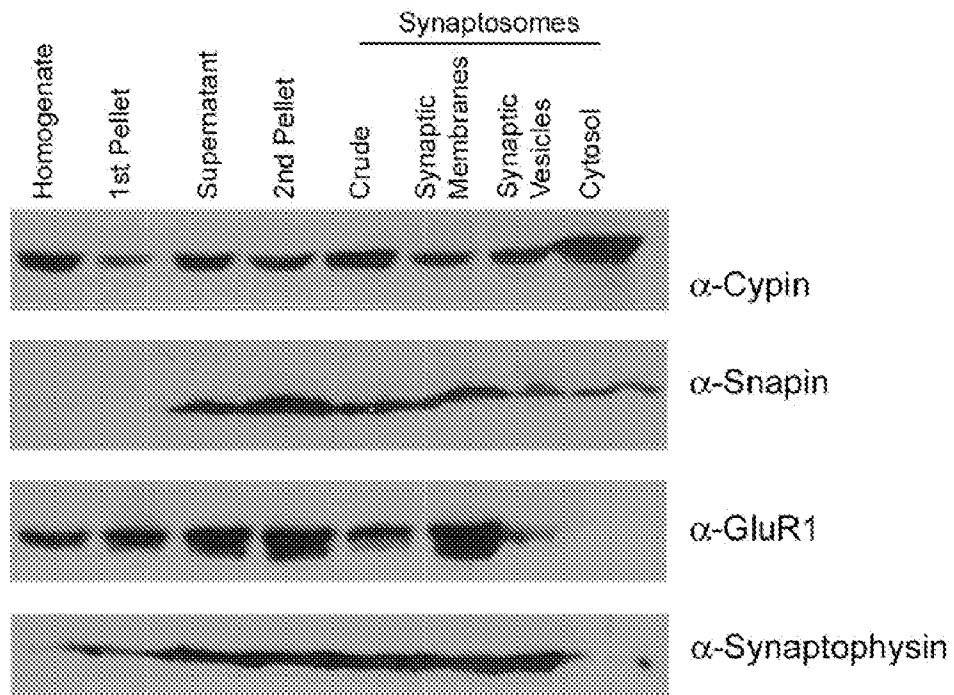 Synaptosomes
Homogenate
1st Pellet
Supernatant
2nd Pellet
Crude
Synaptic
Membranes
Synaptic
Vesicles
Cytosol
α-Cypin
α-Snapin
α-GluR1
α-Synaptophysin